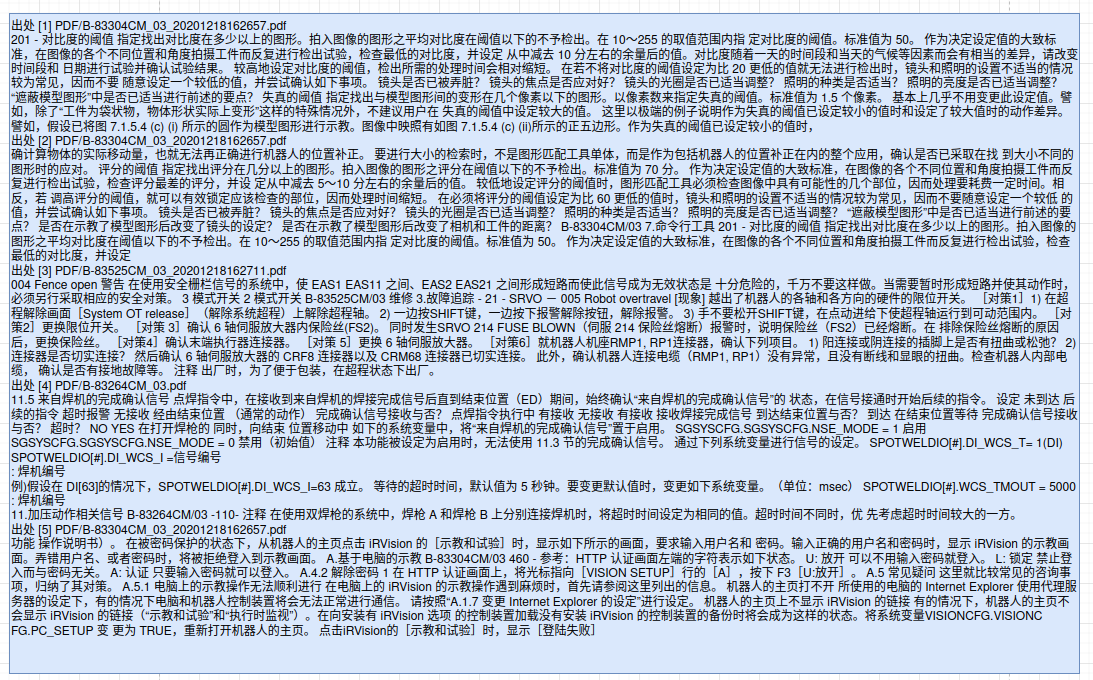 出处 [1] PDF/B-83304CM_03_20201218162657.pdf
201 - 对比度的阈值 指定找出对比度在多少以上的图形。拍入图像的图形之平均对比度在阈值以下的不予检出。在 10～255 的取值范围内指 定对比度的阈值。标准值为 50。 作为决定设定值的大致标
准，在图像的各个不同位置和角度拍摄工件而反复进行检出试验，检查最低的对比度，并设定 从中减去 10 分左右的余量后的值。对比度随着一天的时间段和当天的气候等因素而会有相当的差异，请改变
时间段和 日期进行试验并确认试验结果。 较高地设定对比度的阈值，检出所需的处理时间会相对缩短。 在若不将对比度的阈值设定为比 20 更低的值就无法进行检出时，镜头和照明的设置不适当的情况
较为常见，因而不要 随意设定一个较低的值，并尝试确认如下事项。 镜头是否已被弄脏？ 镜头的焦点是否应对好？ 镜头的光圈是否已适当调整？ 照明的种类是否适当？ 照明的亮度是否已适当调整？
“遮蔽模型图形”中是否已适当进行前述的要点？ 失真的阈值 指定找出与模型图形间的变形在几个像素以下的图形。以像素数来指定失真的阈值。标准值为 1.5 个像素。 基本上几乎不用变更此设定值。譬
如，除了“工件为袋状物，物体形状实际上变形”这样的特殊情况外，不建议用户在 失真的阈值中设定较大的值。 这里以极端的例子说明作为失真的阈值已设定较小的值时和设定了较大值时的动作差异。
譬如，假设已将图 7.1.5.4 (c) (i) 所示的圆作为模型图形进行示教。图像中映照有如图 7.1.5.4 (c) (ii)所示的正五边形。作为失真的阈值已设定较小的值时，
出处 [2] PDF/B-83304CM_03_20201218162657.pdf
确计算物体的实际移动量，也就无法再正确进行机器人的位置补正。 要进行大小的检索时，不是图形匹配工具单体，而是作为包括机器人的位置补正在内的整个应用，确认是否已采取在找 到大小不同的
图形时的应对。 评分的阈值 指定找出评分在几分以上的图形。拍入图像的图形之评分在阈值以下的不予检出。标准值为 70 分。 作为决定设定值的大致标准，在图像的各个不同位置和角度拍摄工件而反
复进行检出试验，检查评分最差的评分，并设 定从中减去 5～10 分左右的余量后的值。 较低地设定评分的阈值时，图形匹配工具必须检查图像中具有可能性的几个部位，因而处理要耗费一定时间。相
反，若 调高评分的阈值，就可以有效锁定应该检查的部位，因而处理时间缩短。 在必须将评分的阈值设定为比 60 更低的值时，镜头和照明的设置不适当的情况较为常见，因而不要随意设定一个较低 的
值，并尝试确认如下事项。 镜头是否已被弄脏？ 镜头的焦点是否应对好？ 镜头的光圈是否已适当调整？ 照明的种类是否适当？ 照明的亮度是否已适当调整？ “遮蔽模型图形”中是否已适当进行前述的要
点？ 是否在示教了模型图形后改变了镜头的设定？ 是否在示教了模型图形后改变了相机和工件的距离？ B-83304CM/03 7.命令行工具 201 - 对比度的阈值 指定找出对比度在多少以上的图形。拍入图像的
图形之平均对比度在阈值以下的不予检出。在 10～255 的取值范围内指 定对比度的阈值。标准值为 50。 作为决定设定值的大致标准，在图像的各个不同位置和角度拍摄工件而反复进行检出试验，检查
最低的对比度，并设定
出处 [3] PDF/B-83525CM_03_20201218162711.pdf
004 Fence open 警告 在使用安全栅栏信号的系统中，使 EAS1 EAS11 之间、EAS2 EAS21 之间形成短路而使此信号成为无效状态是 十分危险的，千万不要这样做。当需要暂时形成短路并使其动作时，
必须另行采取相应的安全对策。 3 模式开关 2 模式开关 B-83525CM/03 维修 3.故障追踪 - 21 - SRVO － 005 Robot overtravel [现象] 越出了机器人的各轴和各方向的硬件的限位开关。 ［对策1］1) 在超
程解除画面［System OT release］（解除系统超程）上解除超程轴。 2) 一边按SHIFT键，一边按下报警解除按钮，解除报警。 3) 手不要松开SHIFT键，在点动进给下使超程轴运行到可动范围内。 ［对
策2］更换限位开关。 ［对策 3］确认 6 轴伺服放大器内保险丝(FS2)。 同时发生SRVO 214 FUSE BLOWN（伺服 214 保险丝熔断）报警时，说明保险丝（FS2）已经熔断。在 排除保险丝熔断的原因
后，更换保险丝。 ［对策4］确认末端执行器连接器。 ［对策 5］更换 6 轴伺服放大器。 ［对策6］就机器人机座RMP1, RP1连接器，确认下列项目。 1) 阳连接或阴连接的插脚上是否有扭曲或松弛？ 2)
连接器是否切实连接？ 然后确认 6 轴伺服放大器的 CRF8 连接器以及 CRM68 连接器已切实连接。 此外，确认机器人连接电缆（RMP1, RP1）没有异常，且没有断线和显眼的扭曲。检查机器人内部电
缆， 确认是否有接地故障等。 注释 出厂时，为了便于包装，在超程状态下出厂。
出处 [4] PDF/B-83264CM_03.pdf
11.5 来自焊机的完成确认信号 点焊指令中，在接收到来自焊机的焊接完成信号后直到结束位置（ED）期间，始终确认“来自焊机的完成确认信号”的 状态，在信号接通时开始后续的指令。 设定 未到达 后
续的指令 超时报警 无接收 经由结束位置 （通常的动作） 完成确认信号接收与否？ 点焊指令执行中 有接收 无接收 有接收 接收焊接完成信号 到达结束位置与否？ 到达 在结束位置等待 完成确认信号接收
与否？ 超时？ NO YES 在打开焊枪的 同时，向结束 位置移动中 如下的系统变量中，将“来自焊机的完成确认信号”置于启用。 SGSYSCFG.SGSYSCFG.NSE_MODE = 1 启用
SGSYSCFG.SGSYSCFG.NSE_MODE = 0 禁用（初始值） 注释 本功能被设定为启用时，无法使用 11.3 节的完成确认信号。 通过下列系统变量进行信号的设定。 SPOTWELDIO[#].DI_WCS_T= 1(DI)
SPOTWELDIO[#].DI_WCS_I =信号编号
: 焊机编号
例)假设在 DI[63]的情况下，SPOTWELDIO[#].DI_WCS_I=63 成立。 等待的超时时间，默认值为 5 秒钟。要变更默认值时，变更如下系统变量。（单位：msec） SPOTWELDIO[#].WCS_TMOUT = 5000
: 焊机编号
11.加压动作相关信号 B-83264CM/03 -110- 注释 在使用双焊枪的系统中，焊枪 A 和焊枪 B 上分别连接焊机时，将超时时间设定为相同的值。超时时间不同时，优 先考虑超时时间较大的一方。
出处 [5] PDF/B-83304CM_03_20201218162657.pdf
功能 操作说明书）。 在被密码保护的状态下，从机器人的主页点击 iRVision 的［示教和试验］时，显示如下所示的画面，要求输入用户名和 密码。输入正确的用户名和密码时，显示 iRVision 的示教画
面。弄错用户名、或者密码时，将被拒绝登入到示教画面。 A.基于电脑的示教 B-83304CM/03 460 - 参考：HTTP 认证画面左端的字符表示如下状态。 U: 放开 可以不用输入密码就登入。 L: 锁定 禁止登
入而与密码无关。 A: 认证 只要输入密码就可以登入。 A.4.2 解除密码 1 在 HTTP 认证画面上，将光标指向［VISION SETUP］行的［A］，按下 F3［U:放开］。 A.5 常见疑问 这里就比较常见的咨询事
项，归纳了其对策。 A.5.1 电脑上的示教操作无法顺利进行 在电脑上的 iRVision 的示教操作遇到麻烦时，首先请参阅这里列出的信息。 机器人的主页打不开 所使用的电脑的 Internet Explorer 使用代理服
务器的设定下，有的情况下电脑和机器人控制装置将会无法正常进行通信。 请按照“A.1.7 变更 Internet Explorer 的设定”进行设定。 机器人的主页上不显示 iRVision 的链接 有的情况下，机器人的主页不
会显示 iRVision 的链接（“示教和试验”和“执行时监视”）。在向安装有 iRVision 选项 的控制装置加载没有安装 iRVision 的控制装置的备份时将会成为这样的状态。将系统变量VISIONCFG.VISIONC
FG.PC_SETUP 变 更为 TRUE，重新打开机器人的主页。 点击iRVision的［示教和试验］时，显示［登陆失败］